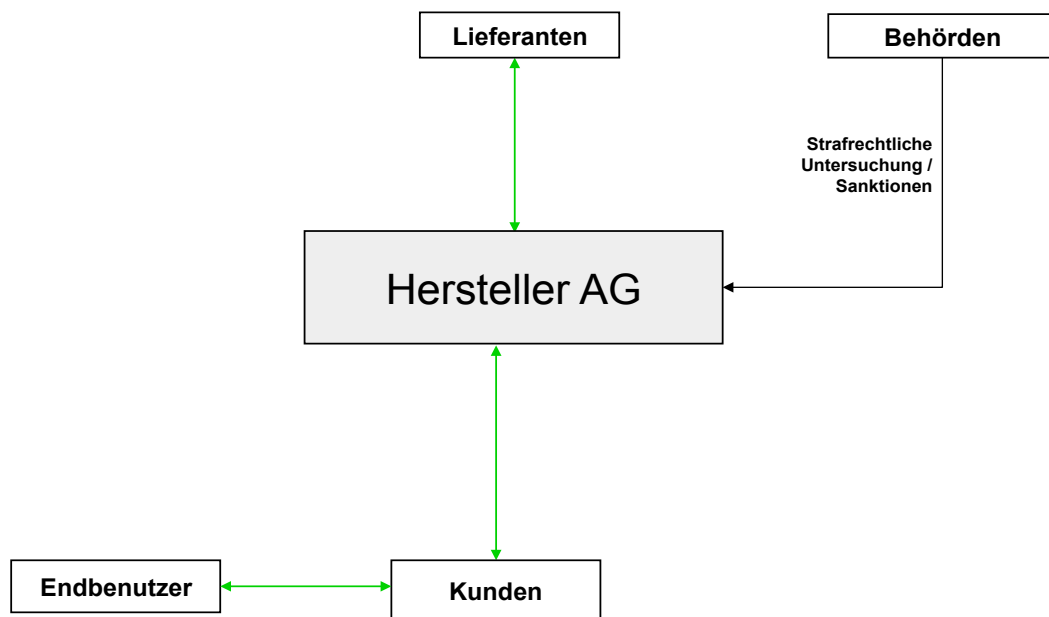 Lieferanten
Behörden
Strafrechtliche
Untersuchung /
Sanktionen
Hersteller AG
Endbenutzer
Kunden